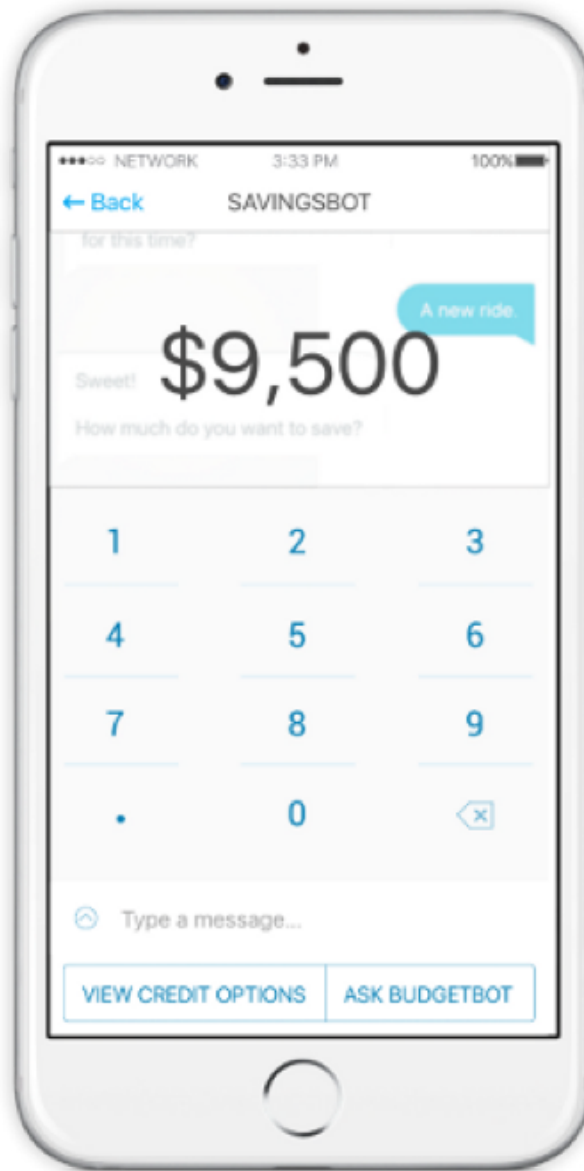 NETWORK 3:33 PM 100%
← Back SAVINGSBOT
for this time?
A new ride.
$9,500
Sweet!
How much do you want to save?
1 2 3
4 5 6
7 8 9
. 0
Type a message...
VIEW CREDIT OPTIONS ASK BUDGETBOT